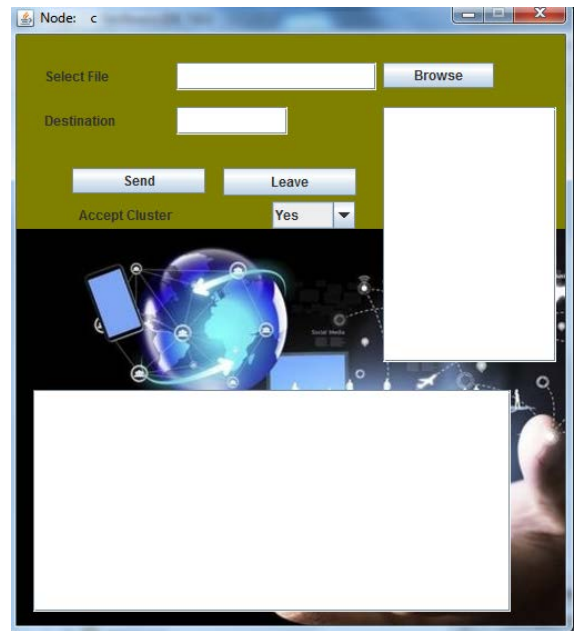 Node: c
Select File
Browse
Destination
Send
Leave
Accept Cluster
Yes
Social Media